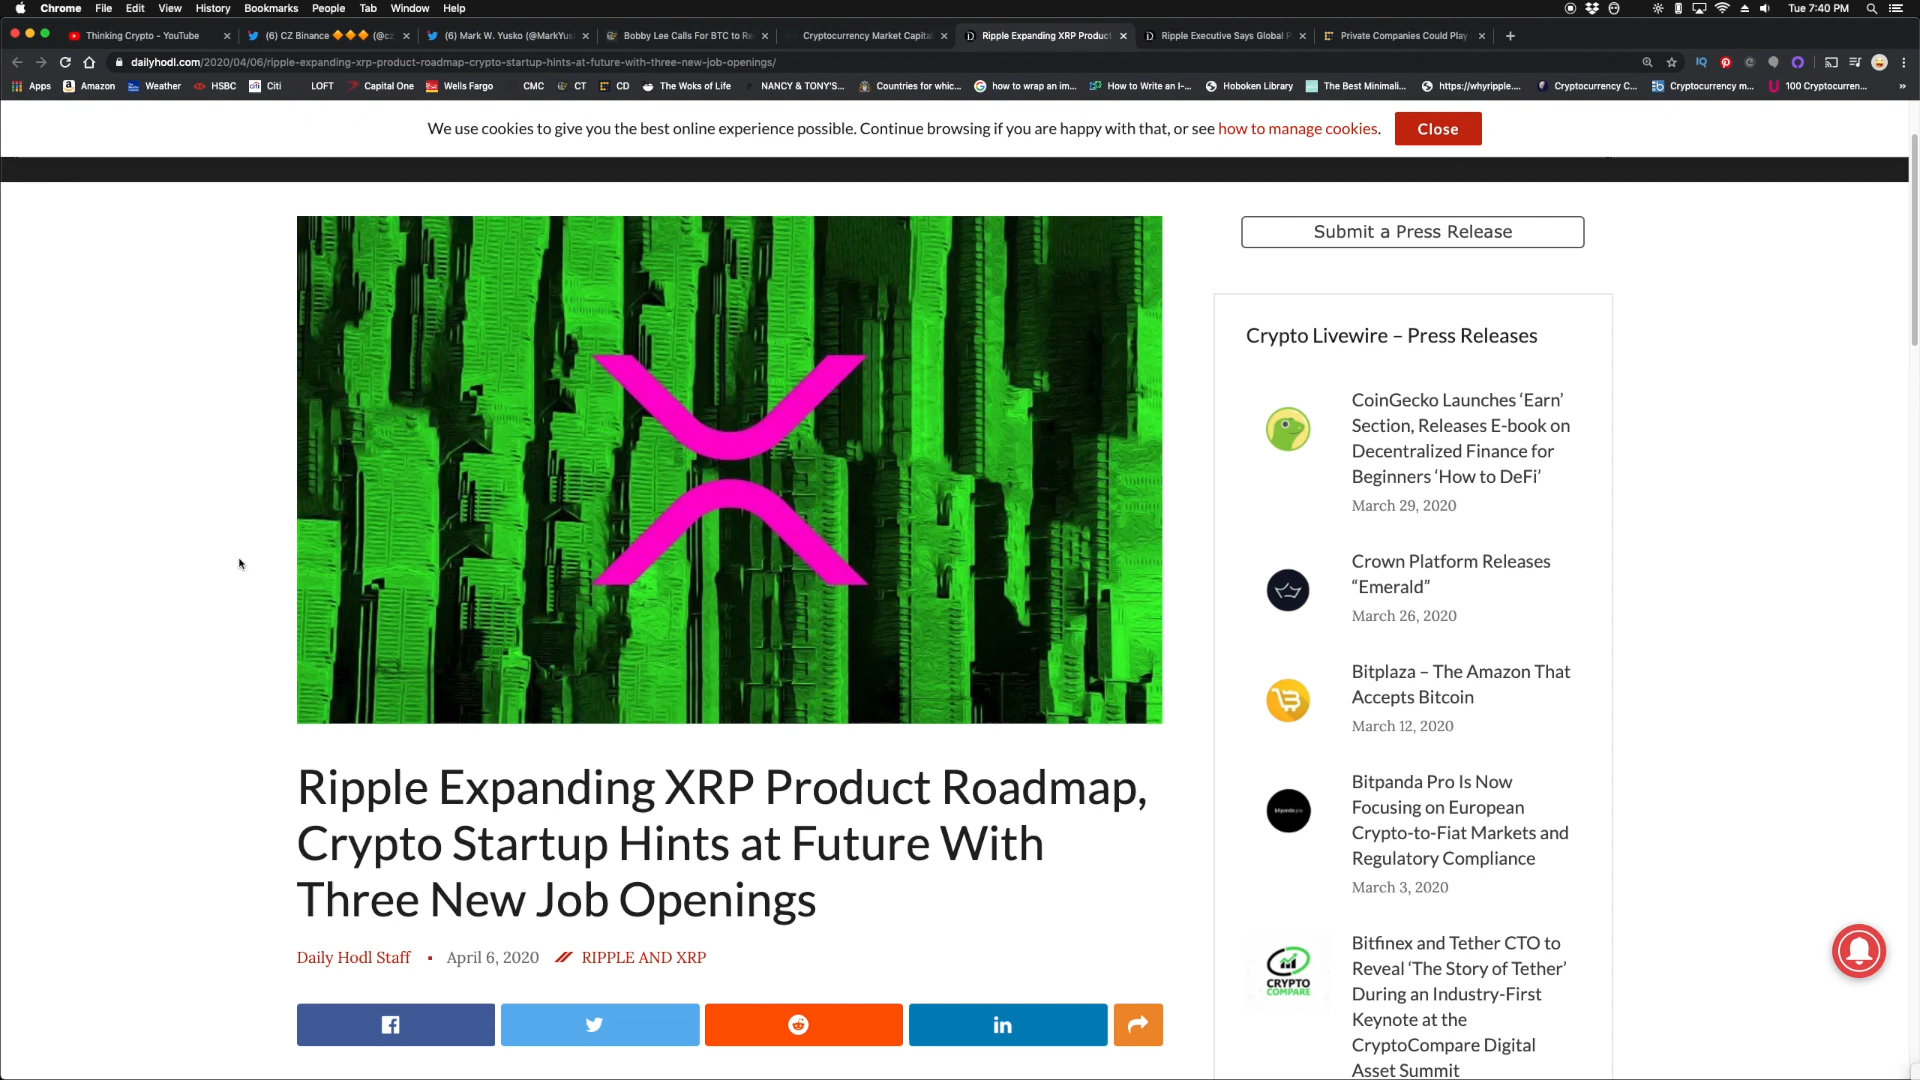 Chrome File Edit View History Bookmarks People Tab Window Help
Tue 7:40 PM
Thinking Crypto - YouTube
(6) CZ Binance 🔶🔶🔶 (@cz
(6) Mark W. Yusko (@MarkYus
Bobby Lee Calls For BTC to Re
Cryptocurrency Market Capital
Ripple Expanding XRP Product
Ripple Executive Says Global P
Private Companies Could Play
dailyhodl.com/2020/04/06/ripple-expanding-xrp-product-roadmap-crypto-startup-hints-at-future-with-three-new-job-openings/
Apps Amazon Weather HSBC Citi LOFT Capital One Wells Fargo CMC CT CD The Woks of Life NANCY & TONY'S... Countries for whic... how to wrap an im... How to Write an I-... Hoboken Library The Best Minimali... https://whyripple.... Cryptocurrency C... Cryptocurrency m... 100 Cryptocurren... »
We use cookies to give you the best online experience possible. Continue browsing if you are happy with that, or see how to manage cookies.
Close
Submit a Press Release
Crypto Livewire – Press Releases
CoinGecko Launches ‘Earn’
Section, Releases E-book on
Decentralized Finance for
Beginners ‘How to DeFi’
March 29, 2020
Crown Platform Releases
“Emerald”
March 26, 2020
Bitplaza – The Amazon That
Accepts Bitcoin
March 12, 2020
bitpanda pro
Bitpanda Pro Is Now
Focusing on European
Crypto-to-Fiat Markets and
Regulatory Compliance
March 3, 2020
CRYPTO
COMPARE
Bitfinex and Tether CTO to
Reveal ‘The Story of Tether’
During an Industry-First
Keynote at the
CryptoCompare Digital
Asset Summit
Ripple Expanding XRP Product Roadmap,
Crypto Startup Hints at Future With
Three New Job Openings
Daily Hodl Staff ▪ April 6, 2020 RIPPLE AND XRP